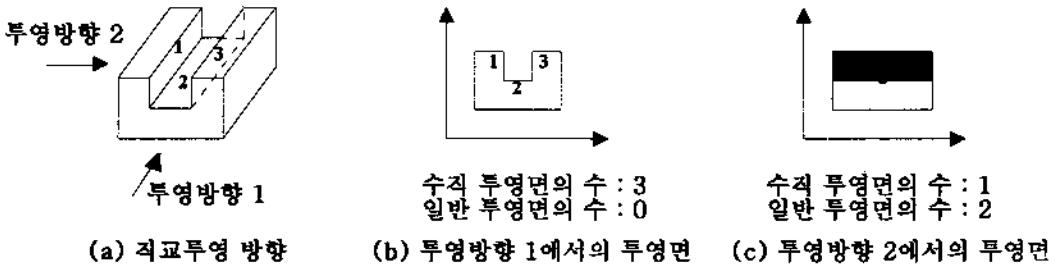 투영방향 2
1
3
2
투영방향 1
(a) 직교투영 방향
1 3
2
수직 투영면의 수 : 3
일반 투영면의 수 : 0
(b) 투영방향 1에서의 투영면
수직 투영면의 수 : 1
일반 투영면의 수 : 2
(c) 투영방향 2에서의 투영면